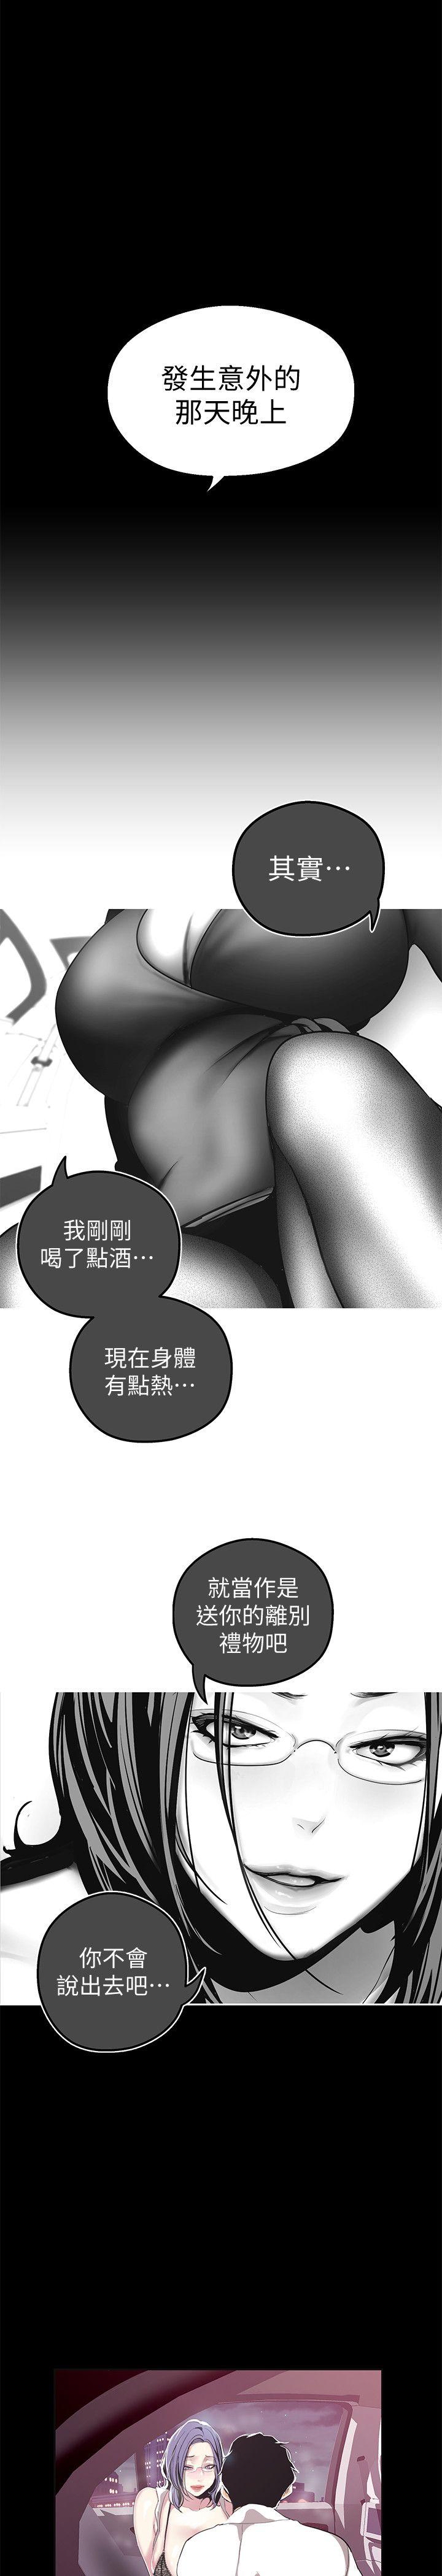 發生意外的
那天晚上
其實⋯
我剛剛
喝了點酒⋯
現在身體
有點熱⋯
就當作是
送你的離別
禮物吧
你不會
說出去吧⋯